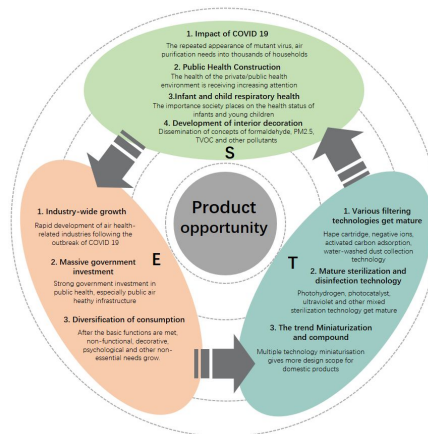 1. Impact of COVID 19
The repeated appearance of mutant virus, air
purification needs into thousands of households
2. Public Health Construction
The health of the private/public health
environment is receiving increasing attention
3.Infant and child respiratory health
The importance society places on the health status of
infants and young children
4. Development of interior decoration
Dissemination of concepts of formaldehyde, PM2.5,
TVOC and other pollutants
S
Product
opportunity
1. Industry-wide growth
Rapid development of air health-
related industries following the
outbreak of COVID 19
2. Massive government
investment
Strong government investment in
public health, especially public air
heathy infrastructure
3. Diversification of consumption
After the basic functions are met,
non-functional, decorative,
psychological and other non-
essential needs grow.
E
T
1. Various filtering
technologies get mature
Hape cartridge, negative ions,
activated carbon adsorption,
water-washed dust collection
technology
2. Mature sterilization and
disinfection technology
Photohydrogen, photocatalyst,
ultraviolet and other mixed
sterilization technology get mature
3. The trend Miniaturization and
compound
Multiple technology miniaturisation
gives more design scope for
domestic products